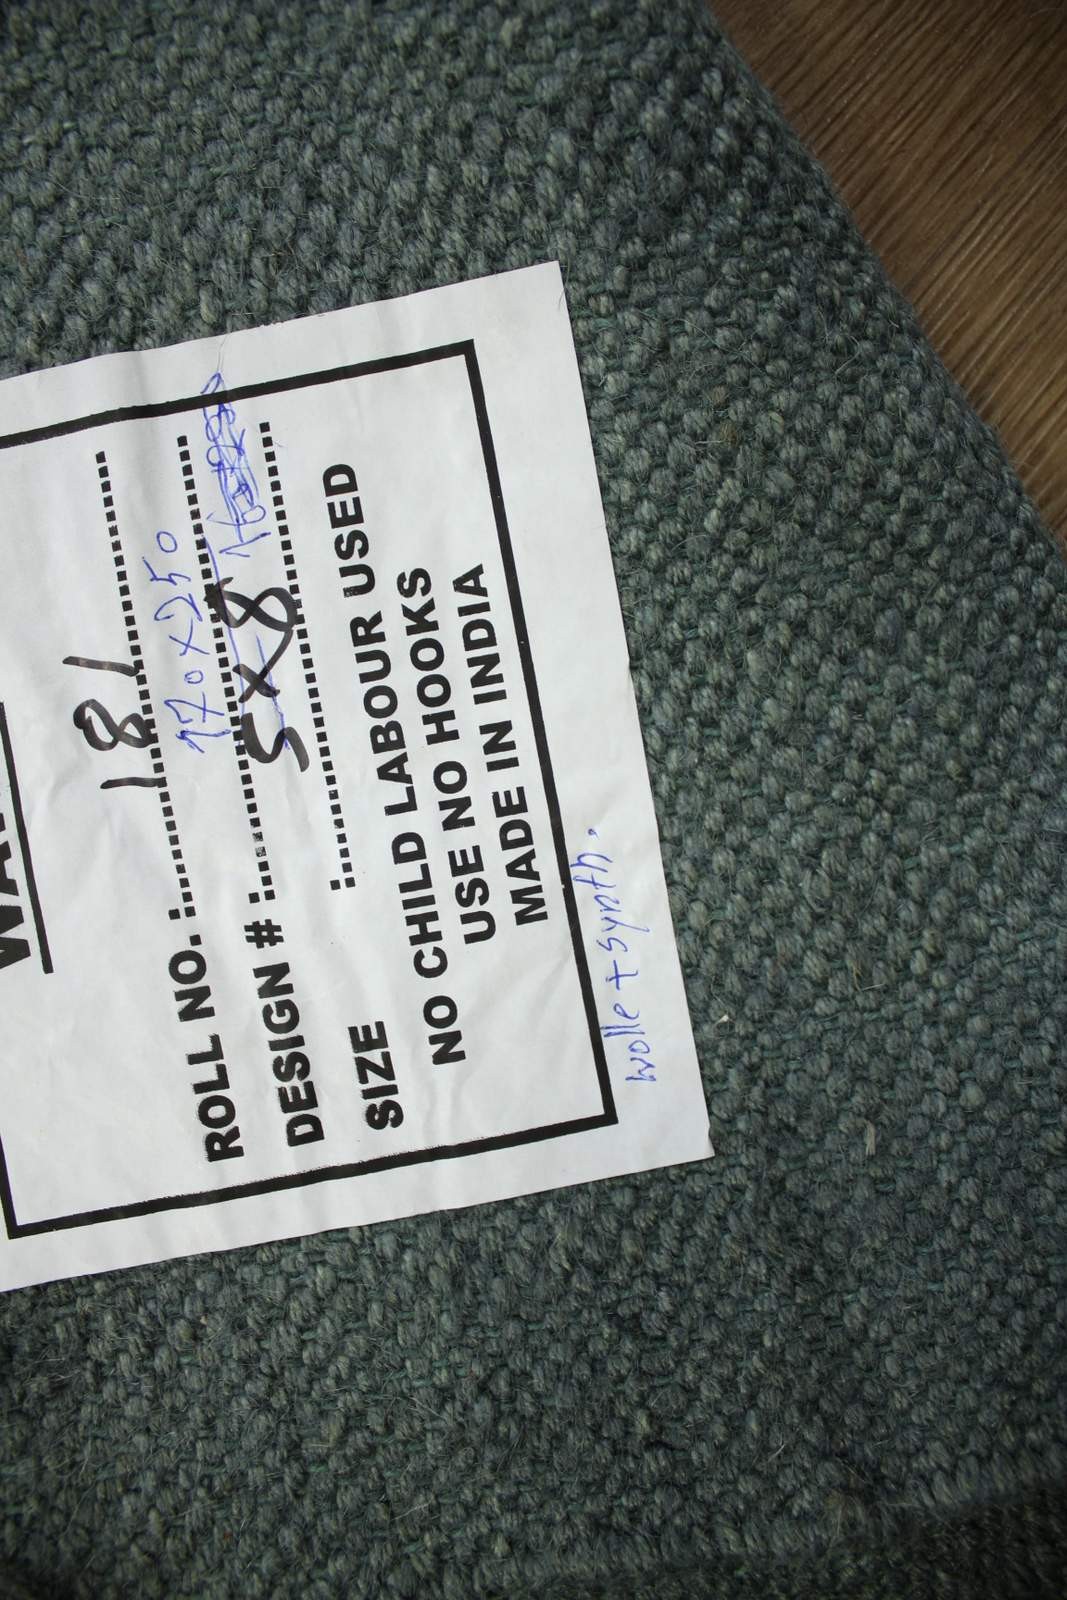 ROLL NO. :..........181..........
170x250
DESIGN # :....................
SIZE :....5x8....
NO CHILD LABOUR USED
USE NO HOOKS
MADE IN INDIA
wolle + synth.